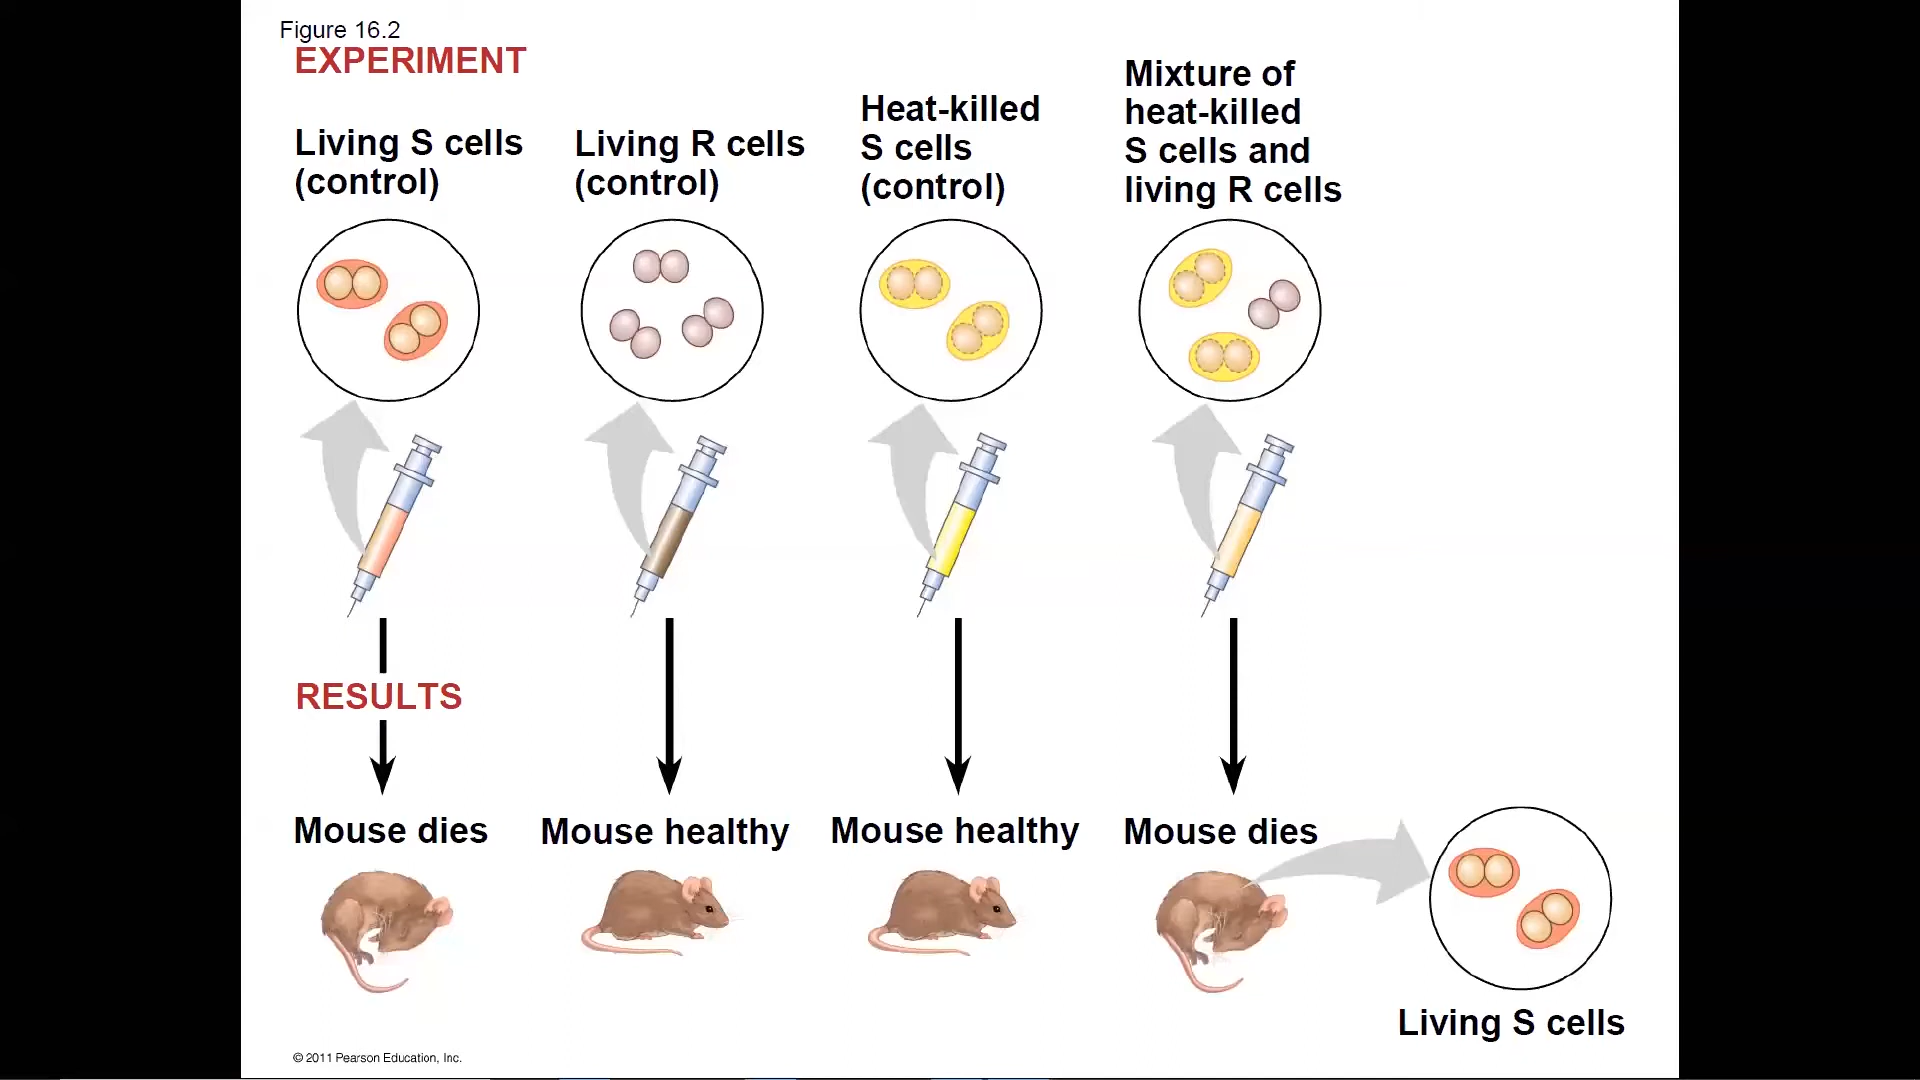 Figure 16.2
EXPERIMENT
Living S cells
(control)
Living R cells
(control)
Heat-killed
S cells
(control)
Mixture of
heat-killed
S cells and
living R cells
RESULTS
Mouse dies
Mouse healthy
Mouse healthy
Mouse dies
Living S cells
© 2011 Pearson Education, Inc.